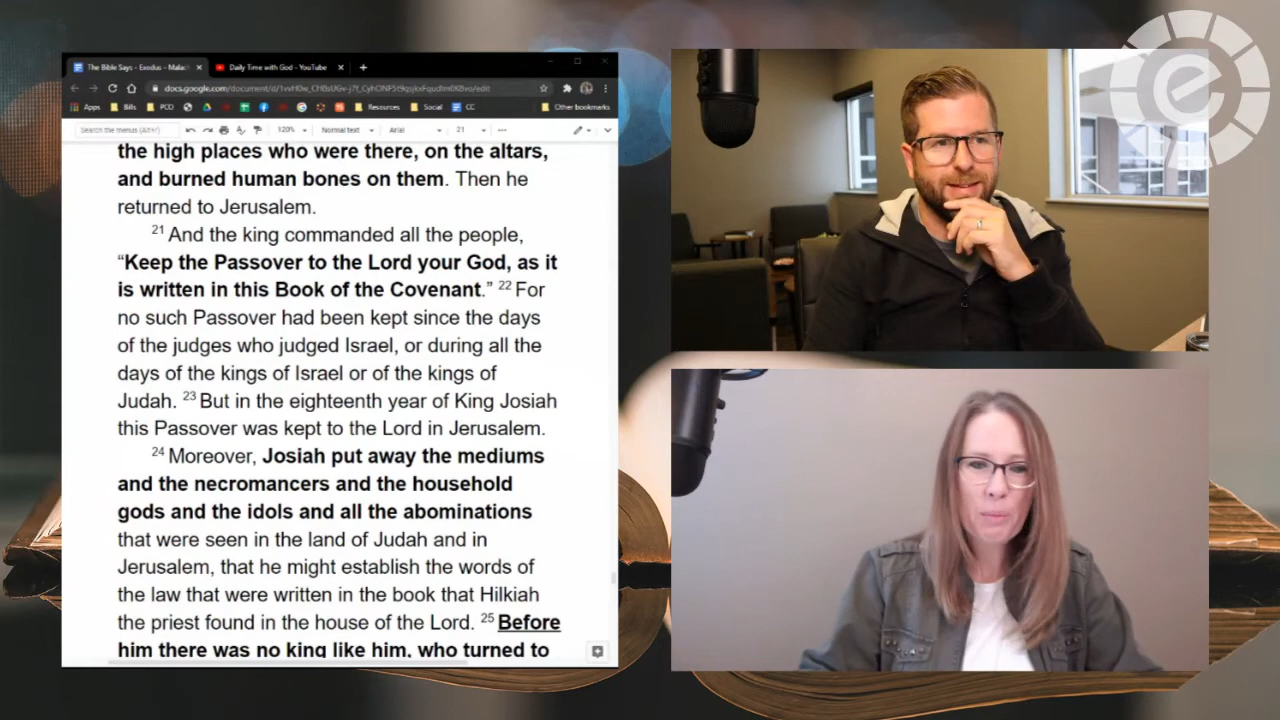 The Bible Says - Exodus - Malac
Daily Time with God - YouTube
Apps
Bills
PCO
Resources
Social
CC
Other bookmarks
Search the menus (Alt+/)
120%
Normal text
Arial
21
the high places who were there, on the altars,
and burned human bones on them. Then he
returned to Jerusalem.
21 And the king commanded all the people,
“Keep the Passover to the Lord your God, as it
is written in this Book of the Covenant.” 22 For
no such Passover had been kept since the days
of the judges who judged Israel, or during all the
days of the kings of Israel or of the kings of
Judah. 23 But in the eighteenth year of King Josiah
this Passover was kept to the Lord in Jerusalem.
24 Moreover, Josiah put away the mediums
and the necromancers and the household
gods and the idols and all the abominations
that were seen in the land of Judah and in
Jerusalem, that he might establish the words of
the law that were written in the book that Hilkiah
the priest found in the house of the Lord. 25 Before
him there was no king like him, who turned to
e